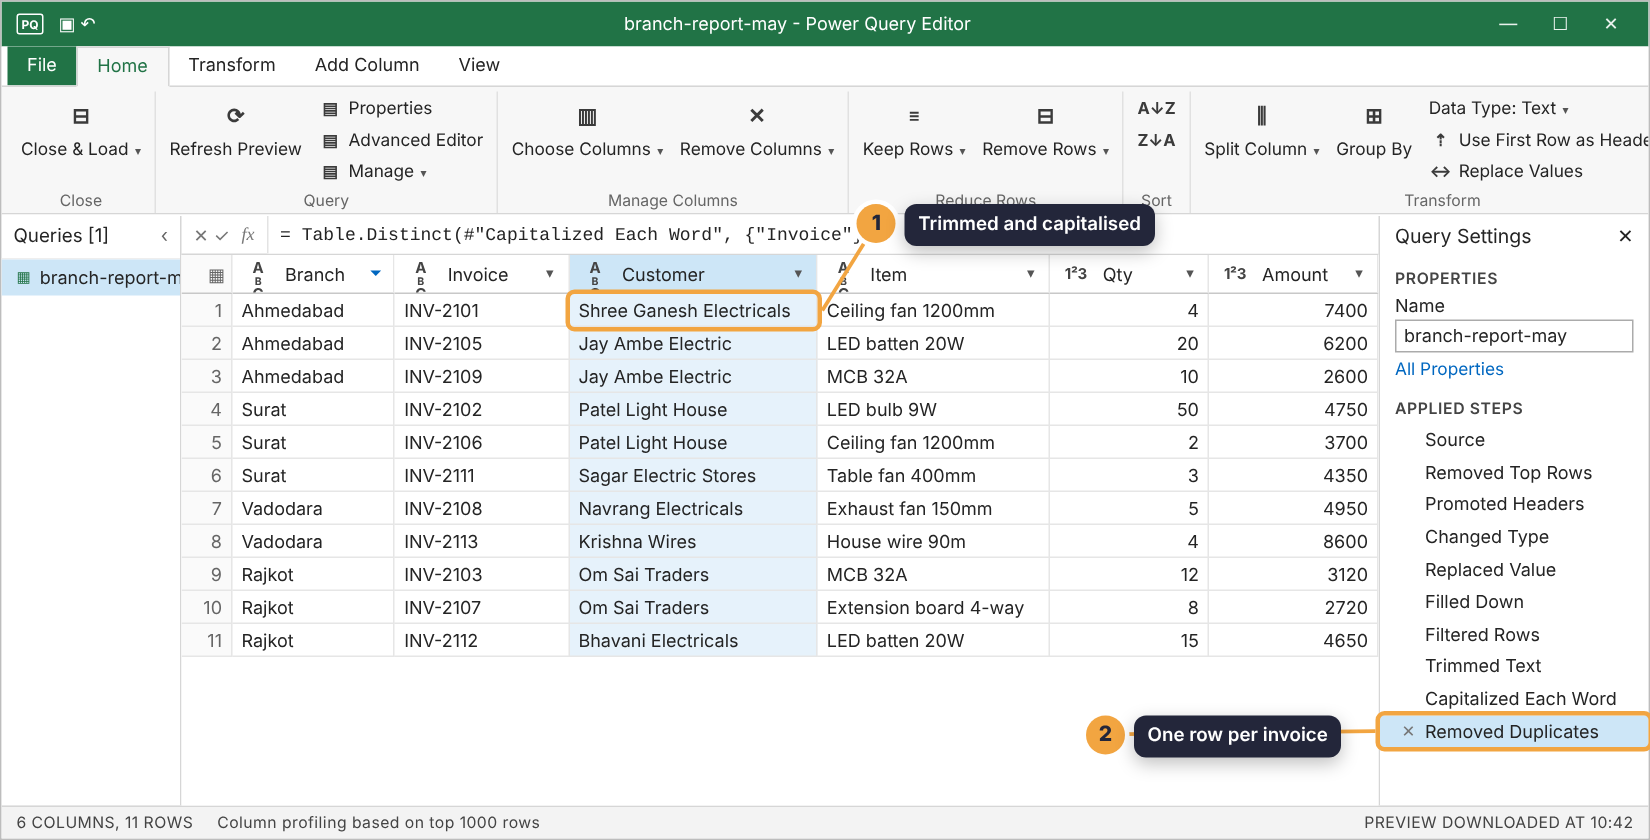 PQ
branch-report-may - Power Query Editor
File Home Transform Add Column View
Close & Load
Close
Refresh Preview
Properties
Advanced Editor
Manage
Query
Choose Columns
Remove Columns
Manage Columns
Keep Rows
Remove Rows
Reduce Rows
A↓Z
Z↓A
Sort
Split Column
Group By
Data Type: Text
Use First Row as Heade
Replace Values
Transform
Queries [1]
branch-report-m
fx = Table.Distinct(#"Capitalized Each Word", {"Invoice"
1 Trimmed and capitalised
ABC Branch ABC Invoice ABC Customer ABC Item 1²3 Qty 1²3 Amount
1 Ahmedabad INV-2101 Shree Ganesh Electricals Ceiling fan 1200mm 4 7400
2 Ahmedabad INV-2105 Jay Ambe Electric LED batten 20W 20 6200
3 Ahmedabad INV-2109 Jay Ambe Electric MCB 32A 10 2600
4 Surat INV-2102 Patel Light House LED bulb 9W 50 4750
5 Surat INV-2106 Patel Light House Ceiling fan 1200mm 2 3700
6 Surat INV-2111 Sagar Electric Stores Table fan 400mm 3 4350
7 Vadodara INV-2108 Navrang Electricals Exhaust fan 150mm 5 4950
8 Vadodara INV-2113 Krishna Wires House wire 90m 4 8600
9 Rajkot INV-2103 Om Sai Traders MCB 32A 12 3120
10 Rajkot INV-2107 Om Sai Traders Extension board 4-way 8 2720
11 Rajkot INV-2112 Bhavani Electricals LED batten 20W 15 4650
Query Settings
PROPERTIES
Name
branch-report-may
All Properties
APPLIED STEPS
Source
Removed Top Rows
Promoted Headers
Changed Type
Replaced Value
Filled Down
Filtered Rows
Trimmed Text
Capitalized Each Word
Removed Duplicates
2 One row per invoice
6 COLUMNS, 11 ROWS Column profiling based on top 1000 rows
PREVIEW DOWNLOADED AT 10:42